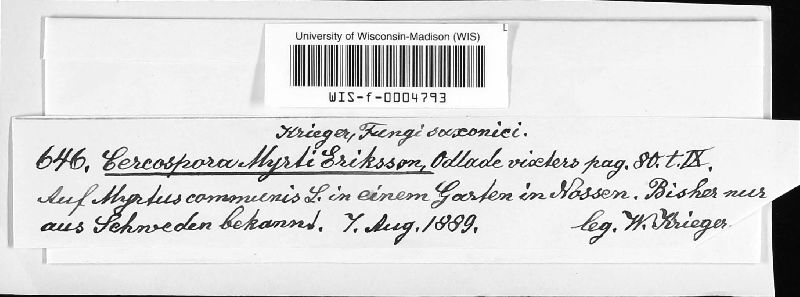 University of Wisconsin-Madison (WIS)
WIS-f-0004793
Krieger, Fungi saxonici.
646. Cercospora Myrti Eriksson, Odlade vixters pag. 80. t. IX.
Auf Myrtus communis L. in einem Garten in Nossen. Bisher nur
aus Schweden bekannt. 7. Aug. 1889. leg. W. Krieger.